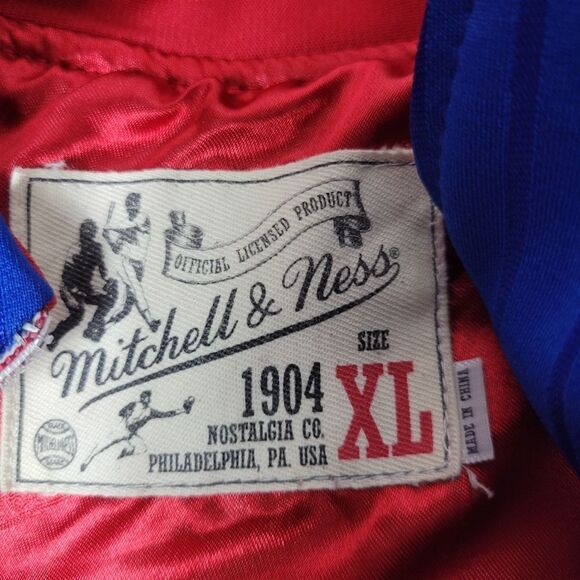 OFFICIAL LICENSED PRODUCT
Mitchell & Ness®
SIZE
1904
XL
NOSTALGIA CO.
PHILADELPHIA, PA. USA
MADE IN CHINA